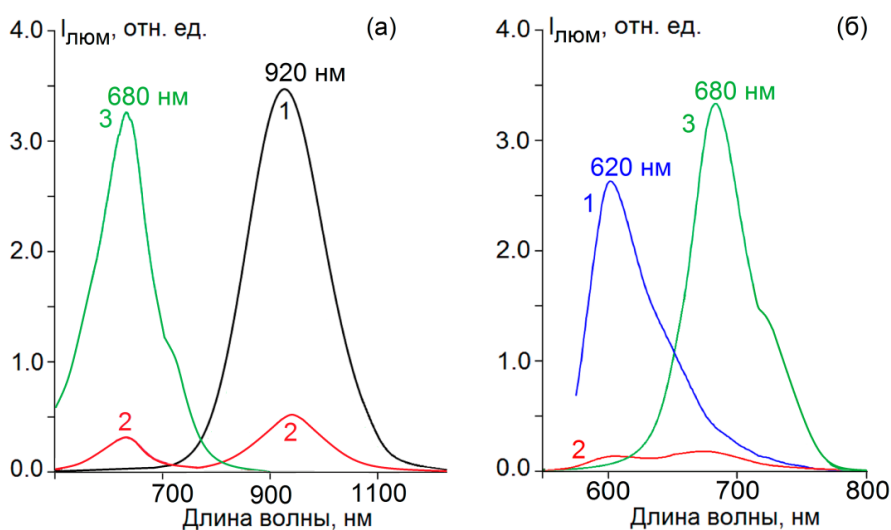 4.0 Iлюм, отн. ед. (а)
920 нм
680 нм
3
1
3.0
2.0
1.0
2
2
0.0
700 900 1100
Длина волны, нм
4.0 Iлюм, отн. ед. (б)
680 нм
3
3.0
620 нм
1
2.0
1.0
2
0.0
600 700 800
Длина волны, нм